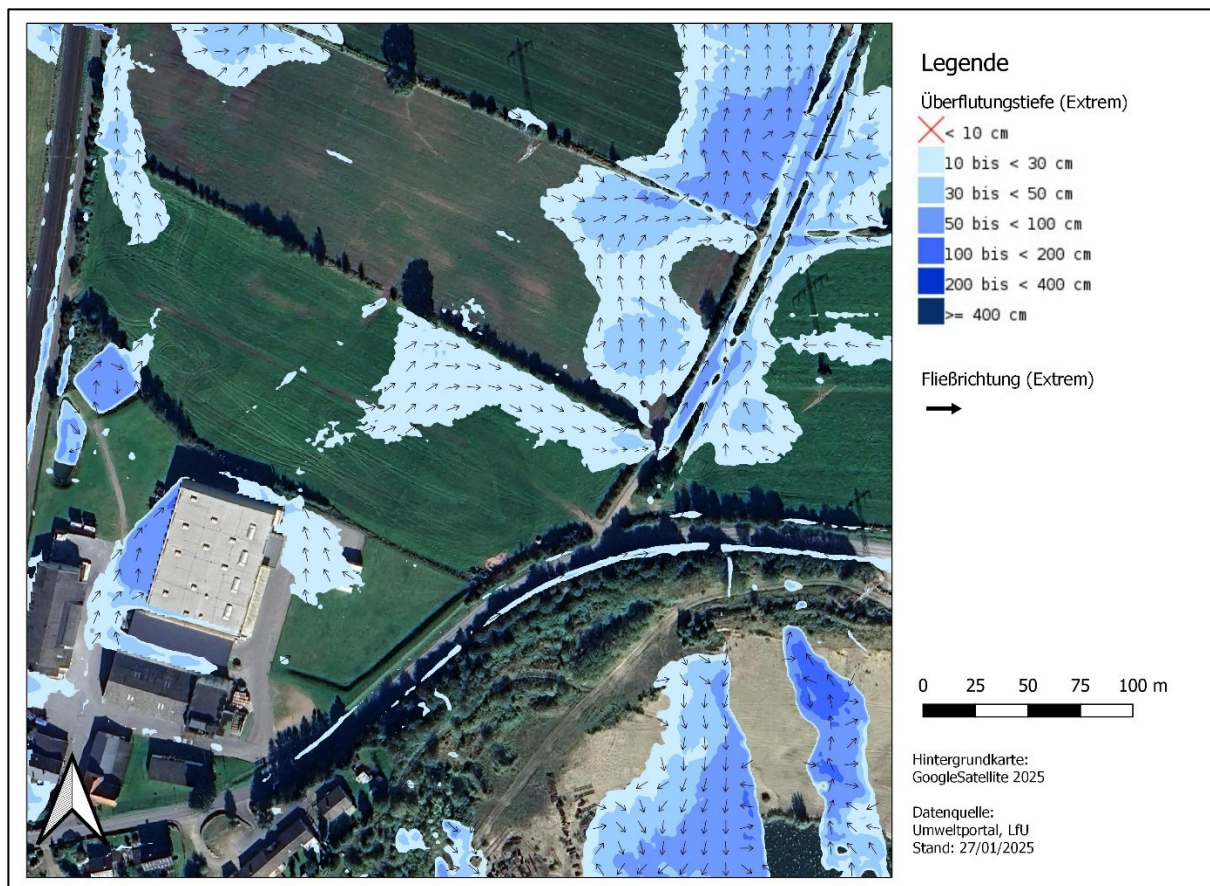 Legende
Überflutungstiefe (Extrem)
< 10 cm
10 bis < 30 cm
30 bis < 50 cm
50 bis < 100 cm
100 bis < 200 cm
200 bis < 400 cm
>= 400 cm
Fließrichtung (Extrem)
0 25 50 75 100 m
Hintergrundkarte:
GoogleSatellite 2025
Datenquelle:
Umweltportal, LfU
Stand: 27/01/2025